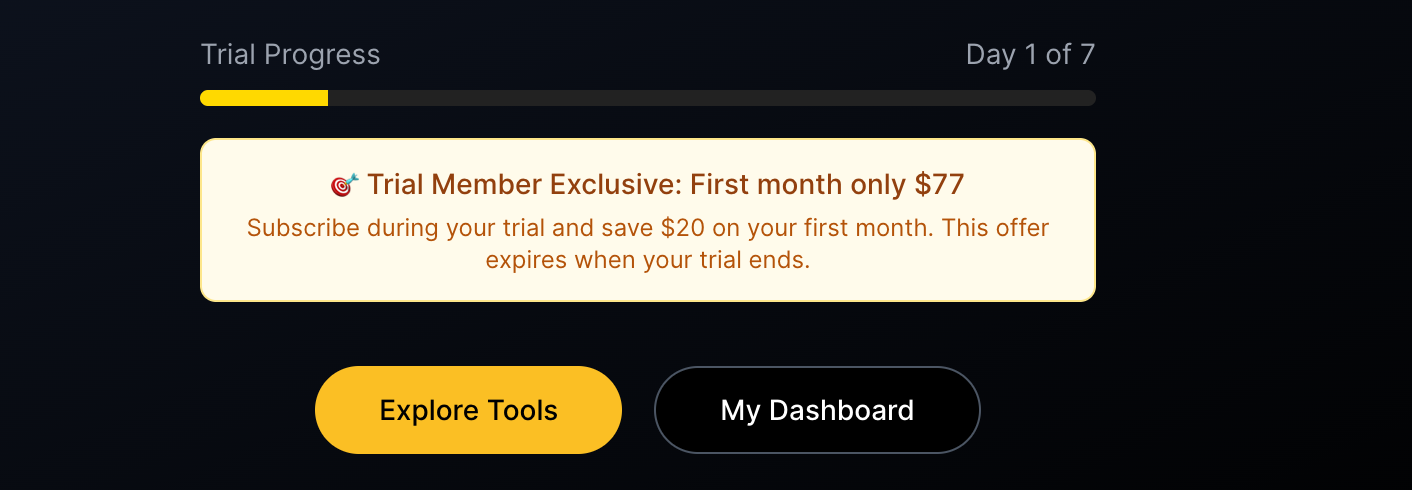 Trial Progress
Day 1 of 7
🎯 Trial Member Exclusive: First month only $77
Subscribe during your trial and save $20 on your first month. This offer
expires when your trial ends.
Explore Tools
My Dashboard